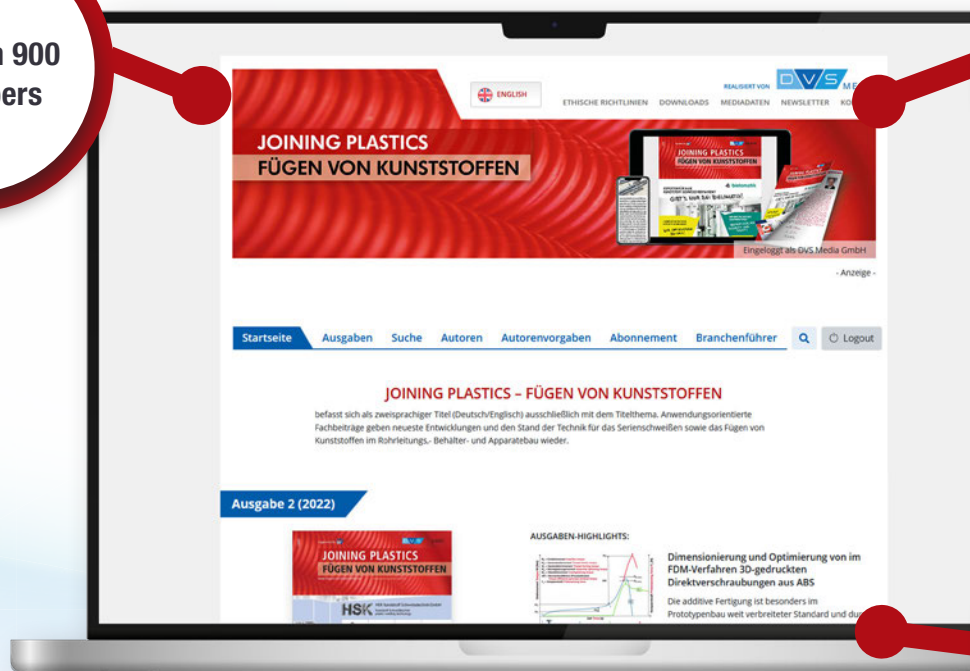 900
ENGLISH
REALISIERT VON DVS
ETHISCHE RICHTLINIEN DOWNLOADS MEDIADATEN NEWSLETTER
JOINING PLASTICS
FÜGEN VON KUNSTSTOFFEN
JOINING PLASTICS
FÜGEN VON KUNSTSTOFFEN
Eingeloggt als DVS Media GmbH
- Anzeige -
Startseite Ausgaben Suche Autoren Autorenvorgaben Abonnement Branchenführer Logout
JOINING PLASTICS – FÜGEN VON KUNSTSTOFFEN
befasst sich als zweisprachiger Titel (Deutsch/Englisch) ausschließlich mit dem Titelthema. Anwendungsorientierte
Fachbeiträge geben neueste Entwicklungen und den Stand der Technik für das Serienschweißen sowie das Fügen von
Kunststoffen im Rohrleitungs,- Behälter- und Apparatebau wieder.
Ausgabe 2 (2022)
AUSGABEN-HIGHLIGHTS:
JOINING PLASTICS
FÜGEN VON KUNSTSTOFFEN
HSK
Dimensionierung und Optimierung von im
FDM-Verfahren 3D-gedruckten
Direktverschraubungen aus ABS
Die additive Fertigung ist besonders im
Prototypenbau weit verbreiteter Standard und